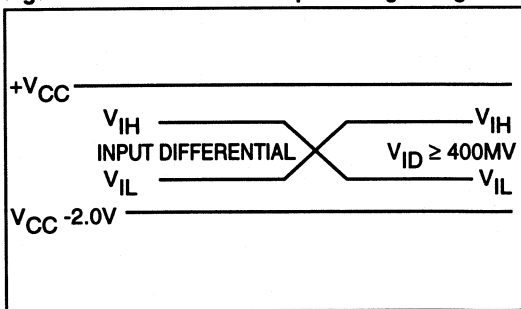 +VCC
VIH VIH
INPUT DIFFERENTIAL VID ≥ 400MV
VIL VIL
VCC -2.0V